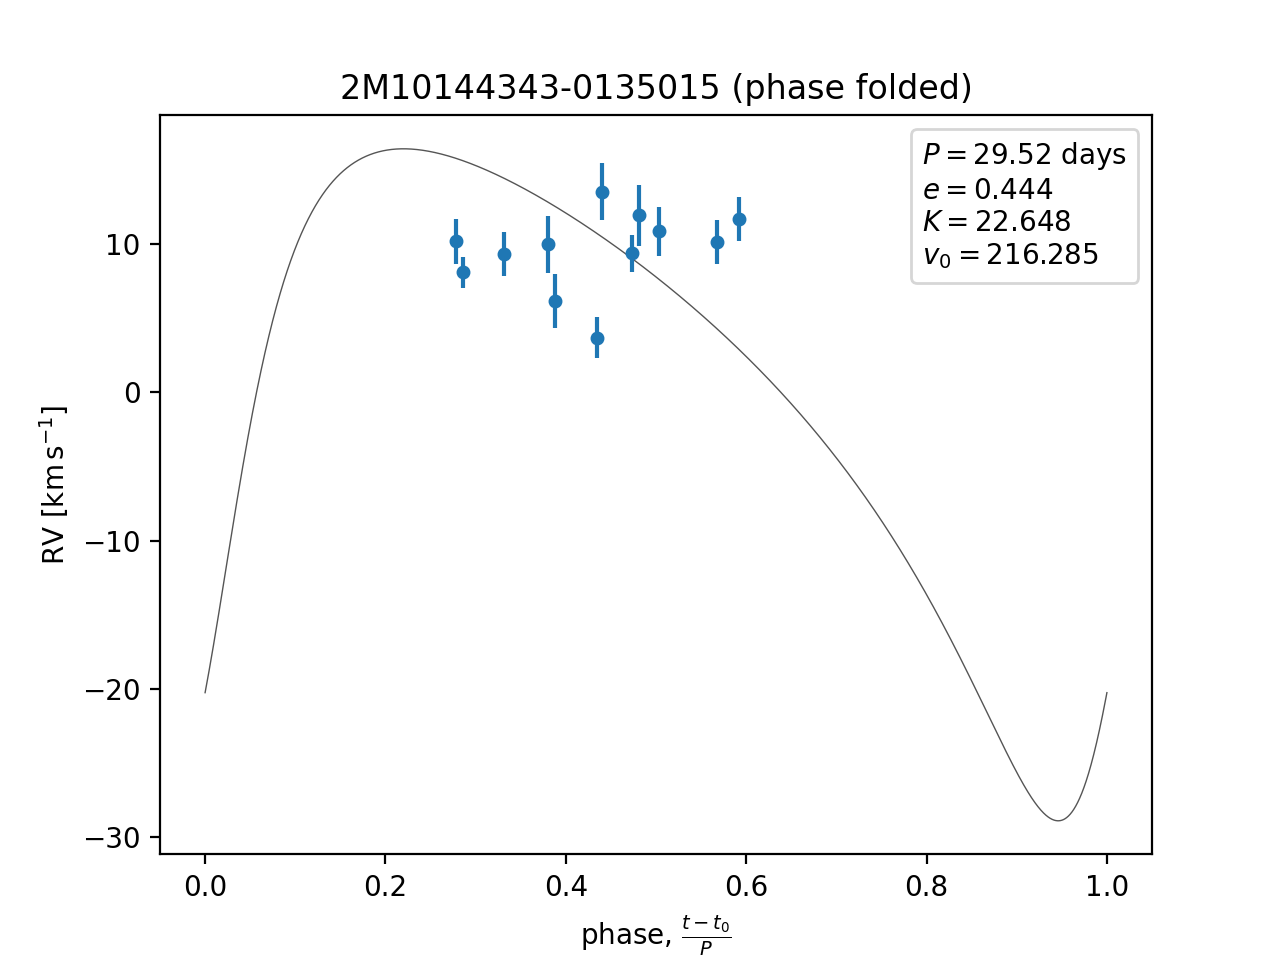 2M10144343-0135015 (phase folded)
P = 29.52 days
e = 0.444
K = 22.648
v₀ = 216.285
10
0
−10
−20
−30
RV [km s⁻¹]
0.0 0.2 0.4 0.6 0.8 1.0
phase, (t − t₀)/P